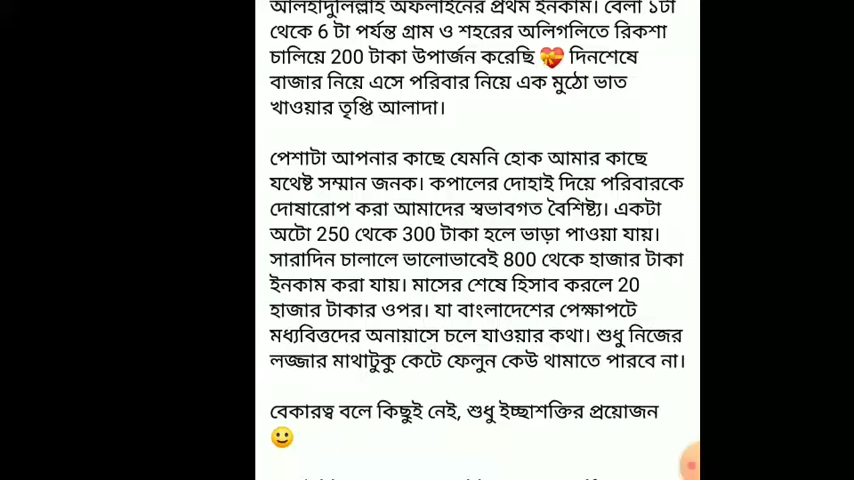 আলহাদুলিল্লাহ অফলাইনের প্রথম ইনকাম। বেলা ১টা
থেকে 6 টা পর্যন্ত গ্রাম ও শহরের অলিগলিতে রিকশা
চালিয়ে 200 টাকা উপার্জন করেছি 💝 দিনশেষে
বাজার নিয়ে এসে পরিবার নিয়ে এক মুঠো ভাত
খাওয়ার তৃপ্তি আলাদা।
পেশাটা আপনার কাছে যেমনি হোক আমার কাছে
যথেষ্ট সম্মান জনক। কপালের দোহাই দিয়ে পরিবারকে
দোষারোপ করা আমাদের স্বভাবগত বৈশিষ্ট্য। একটা
অটো 250 থেকে 300 টাকা হলে ভাড়া পাওয়া যায়।
সারাদিন চালালে ভালোভাবেই 800 থেকে হাজার টাকা
ইনকাম করা যায়। মাসের শেষে হিসাব করলে 20
হাজার টাকার ওপর। যা বাংলাদেশের পেক্ষাপটে
মধ্যবিত্তদের অনায়াসে চলে যাওয়ার কথা। শুধু নিজের
লজ্জার মাথাটুকু কেটে ফেলুন কেউ থামাতে পারবে না।
বেকারত্ব বলে কিছুই নেই, শুধু ইচ্ছাশক্তির প্রয়োজন
😀